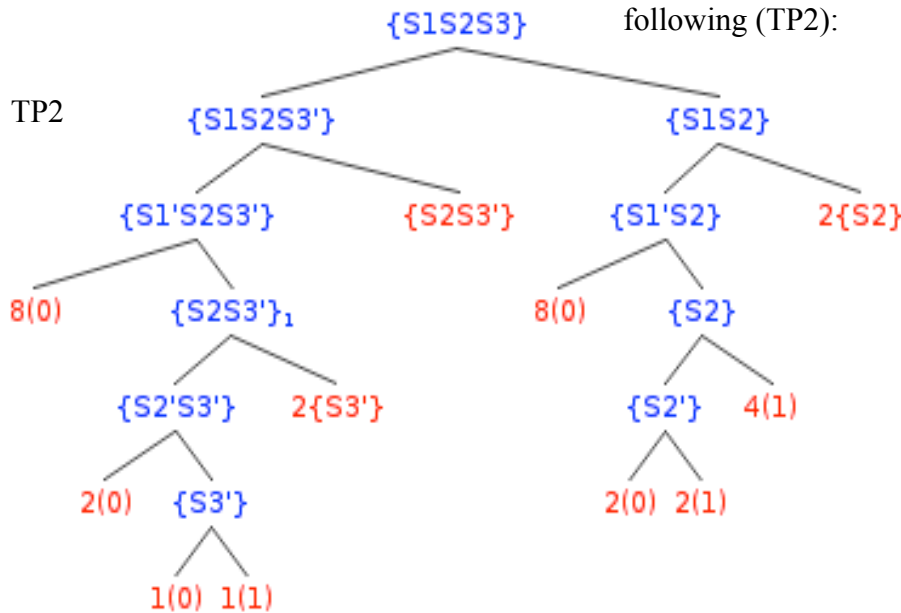 {S1S2S3} following (TP2):
TP2 {S1S2S3'} {S1S2}
{S1'S2S3'} {S2S3'} {S1'S2} 2{S2}
8(0) {S2S3'}₁ 8(0) {S2}
{S2'S3'} 2{S3'} {S2'} 4(1)
2(0) {S3'} 2(0) 2(1)
1(0) 1(1)